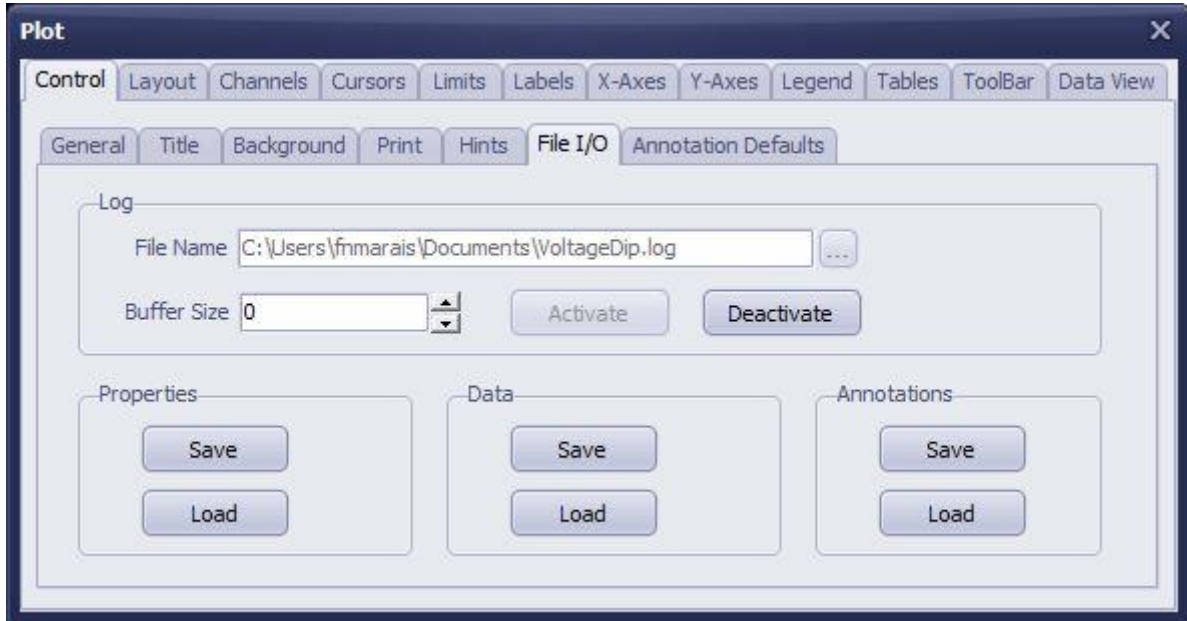 Plot
Control Layout Channels Cursors Limits Labels X-Axes Y-Axes Legend Tables ToolBar Data View
General Title Background Print Hints File I/O Annotation Defaults
Log
File Name C:\Users\fnmarais\Documents\VoltageDip.log ...
Buffer Size 0 Activate Deactivate
Properties Data Annotations
Save Save Save
Load Load Load